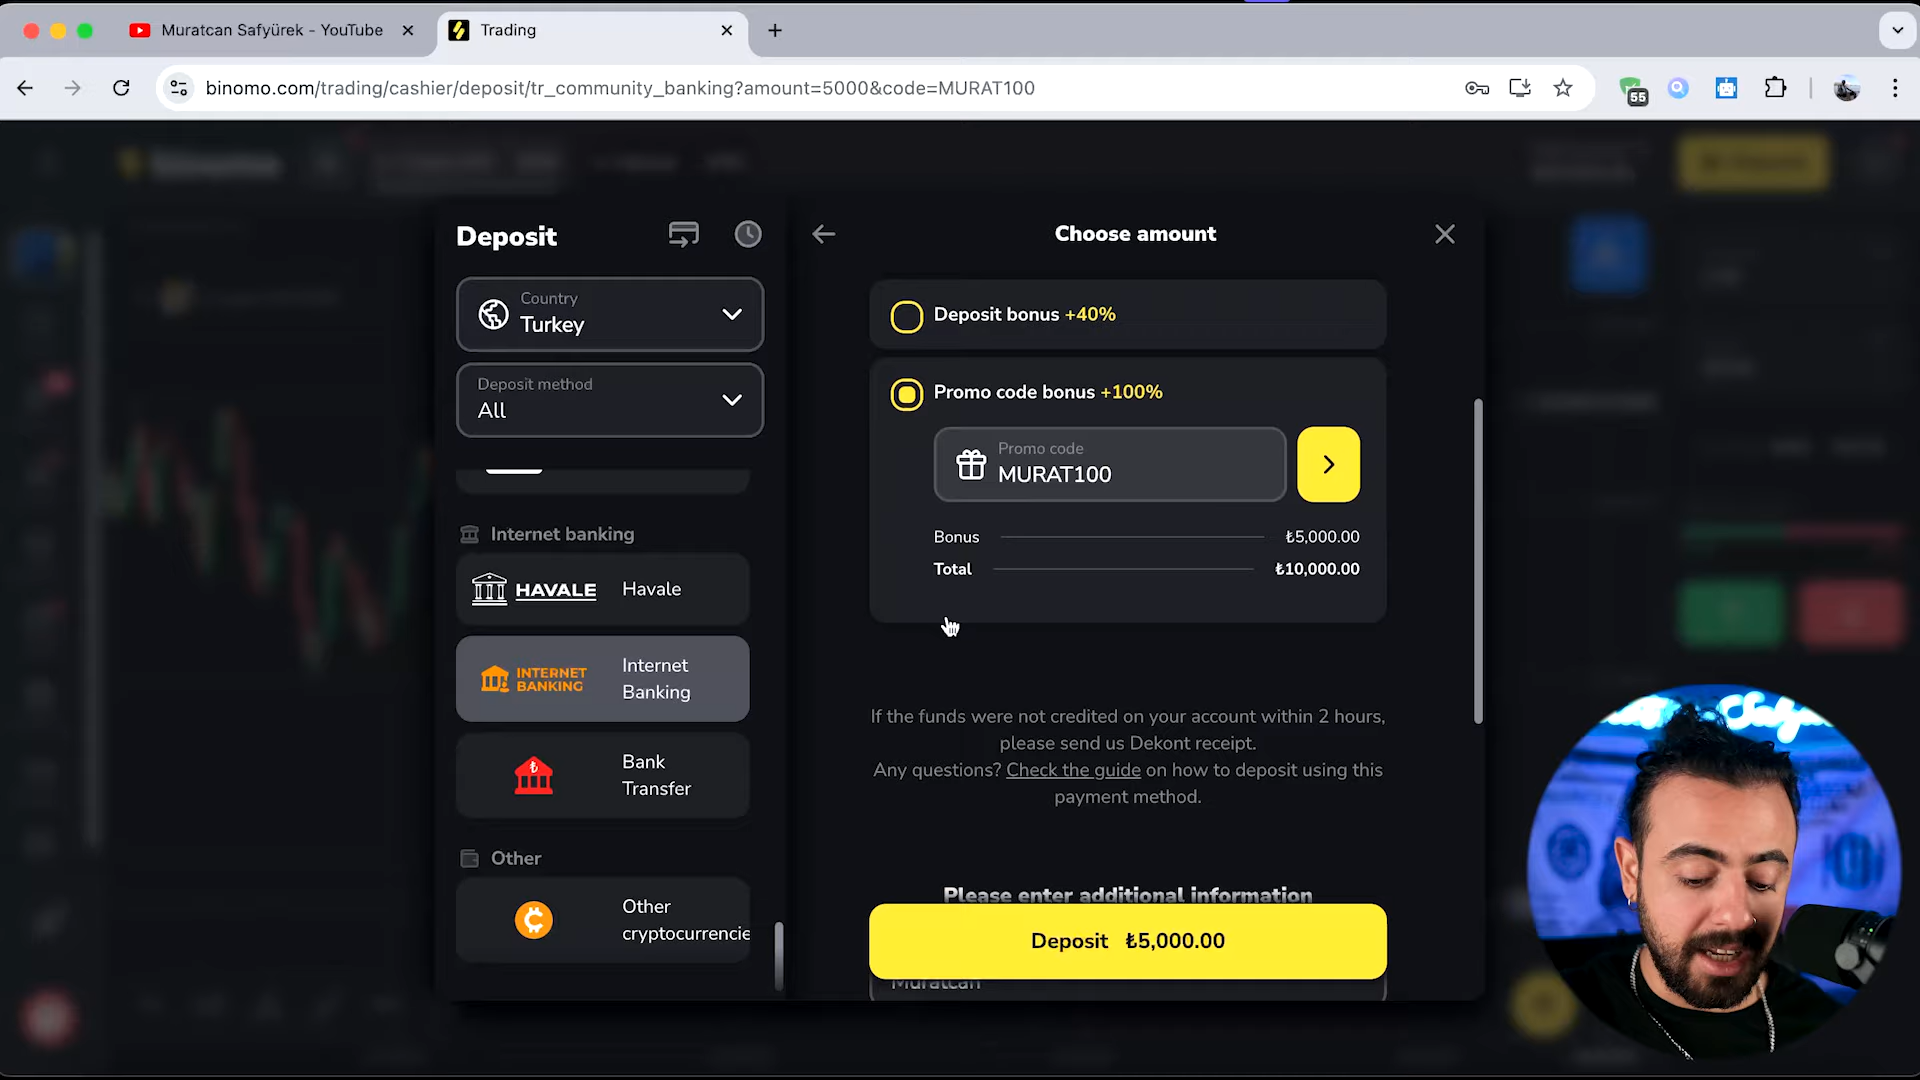 Muratcan Safyürek - YouTube
Trading
binomo.com/trading/cashier/deposit/tr_community_banking?amount=5000&code=MURAT100
55
binomo
Deposit
Choose amount
Country
Turkey
Deposit bonus +40%
Deposit method
All
Promo code bonus +100%
Promo code
MURAT100
Bonus ₺5,000.00
Total ₺10,000.00
Internet banking
HAVALE
Havale
INTERNET
BANKING
Internet
Banking
Bank
Transfer
If the funds were not credited on your account within 2 hours,
please send us Dekont receipt.
Any questions? Check the guide on how to deposit using this
payment method.
Other
Other
cryptocurrencie
Please enter additional information
Deposit ₺5,000.00
Muratcan